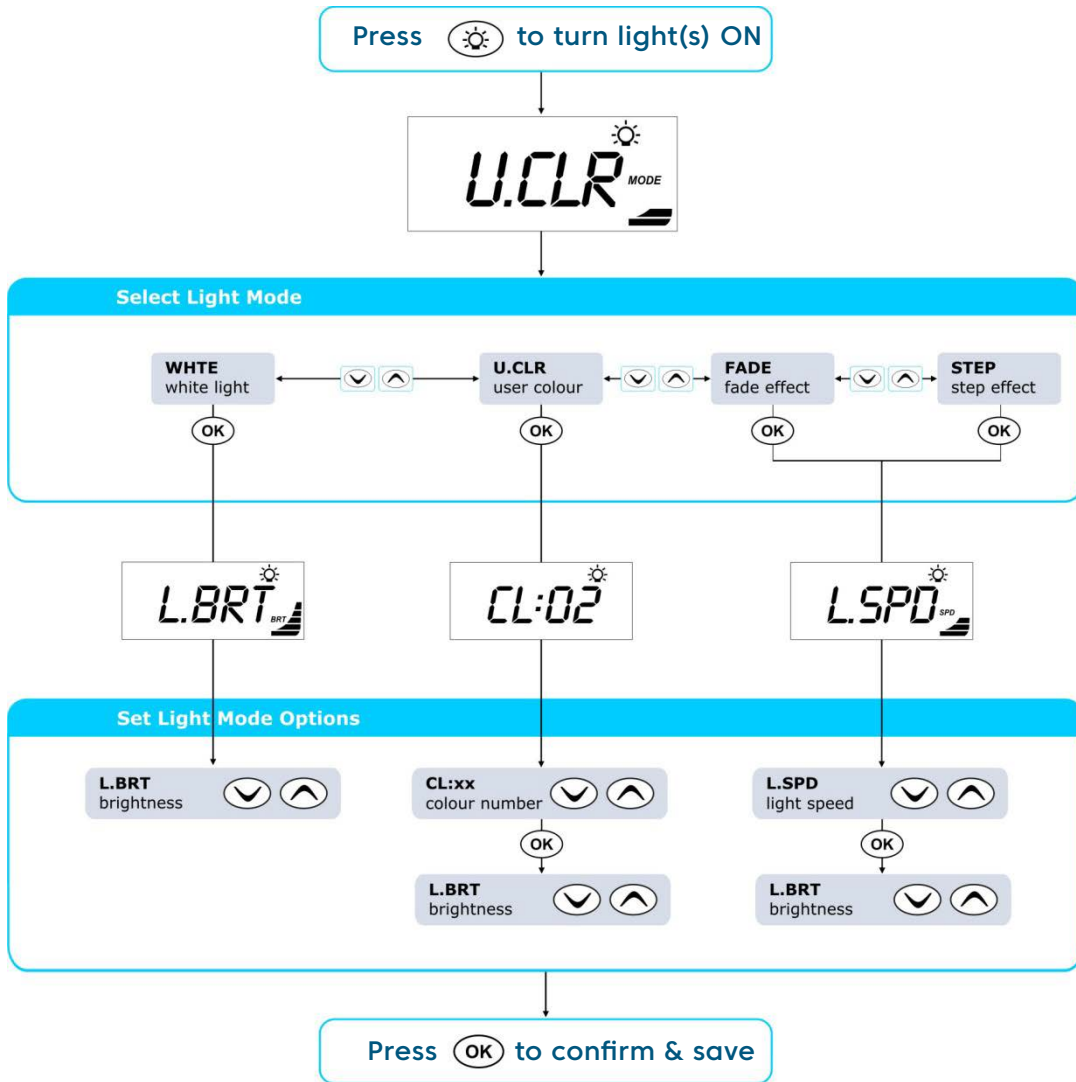 Press to turn light(s) ON
U.CLR MODE
Select Light Mode
WHTE
white light
U.CLR
user colour
FADE
fade effect
STEP
step effect
OK
OK
OK
OK
L.BRT BRT
CL:02
L.SPD SPD
Set Light Mode Options
L.BRT
brightness
CL:xx
colour number
L.SPD
light speed
OK
OK
L.BRT
brightness
L.BRT
brightness
Press OK to confirm & save